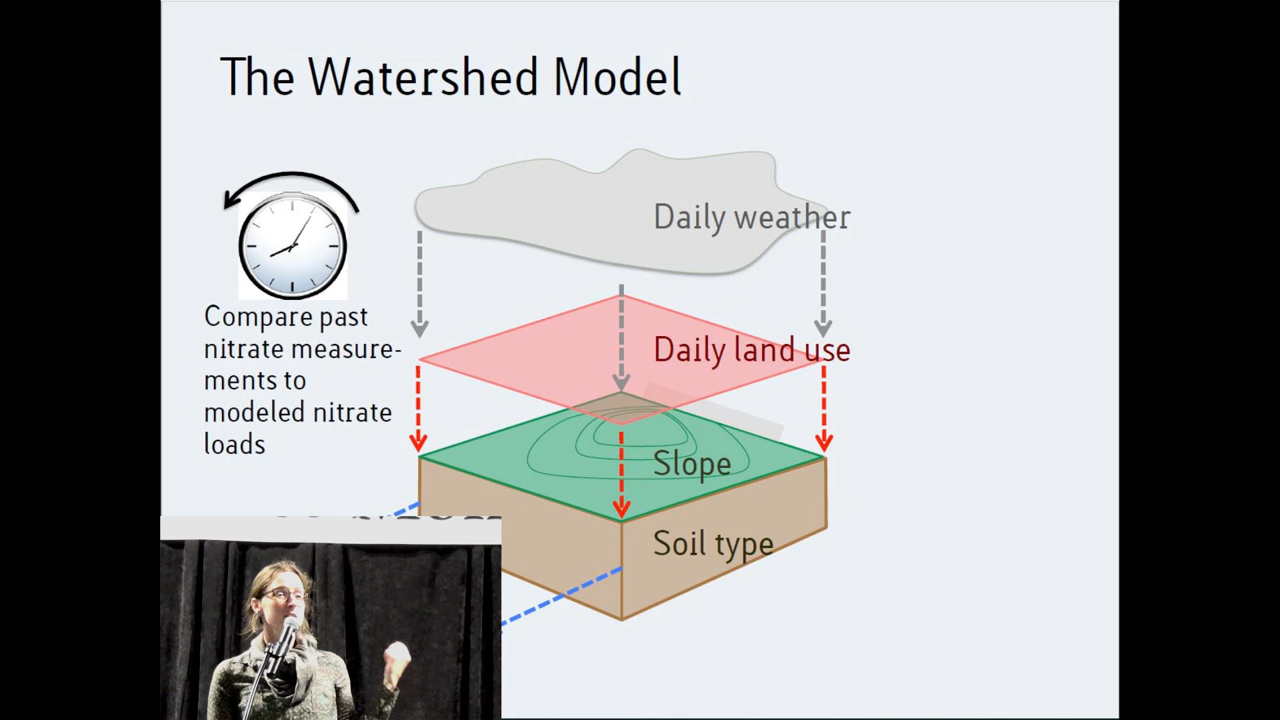 The Watershed Model
Daily weather
Compare past
nitrate measure-
ments to
modeled nitrate
loads
Daily land use
Slope
Soil type